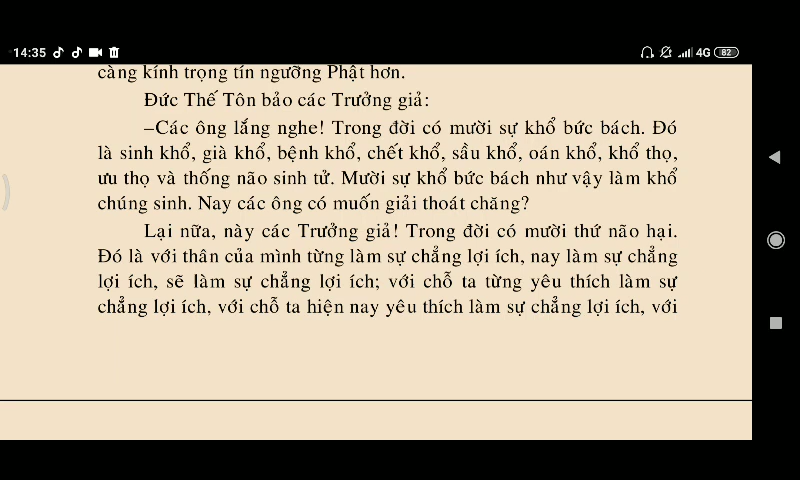 14:35
4G 82
càng kính trọng tín ngưỡng Phật hơn.
Đức Thế Tôn bảo các Trưởng giả:
–Các ông lắng nghe! Trong đời có mười sự khổ bức bách. Đó
là sinh khổ, già khổ, bệnh khổ, chết khổ, sầu khổ, oán khổ, khổ thọ,
ưu thọ và thống não sinh tử. Mười sự khổ bức bách như vậy làm khổ
chúng sinh. Nay các ông có muốn giải thoát chăng?
Lại nữa, này các Trưởng giả! Trong đời có mười thứ não hại.
Đó là với thân của mình từng làm sự chẳng lợi ích, nay làm sự chẳng
lợi ích, sẽ làm sự chẳng lợi ích; với chỗ ta từng yêu thích làm sự
chẳng lợi ích, với chỗ ta hiện nay yêu thích làm sự chẳng lợi ích, với